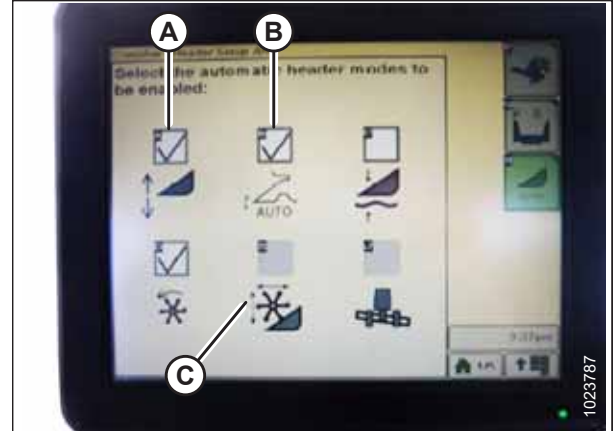 A
B
Select the automatic header modes to
be enabled:
AUTO
C
1023787